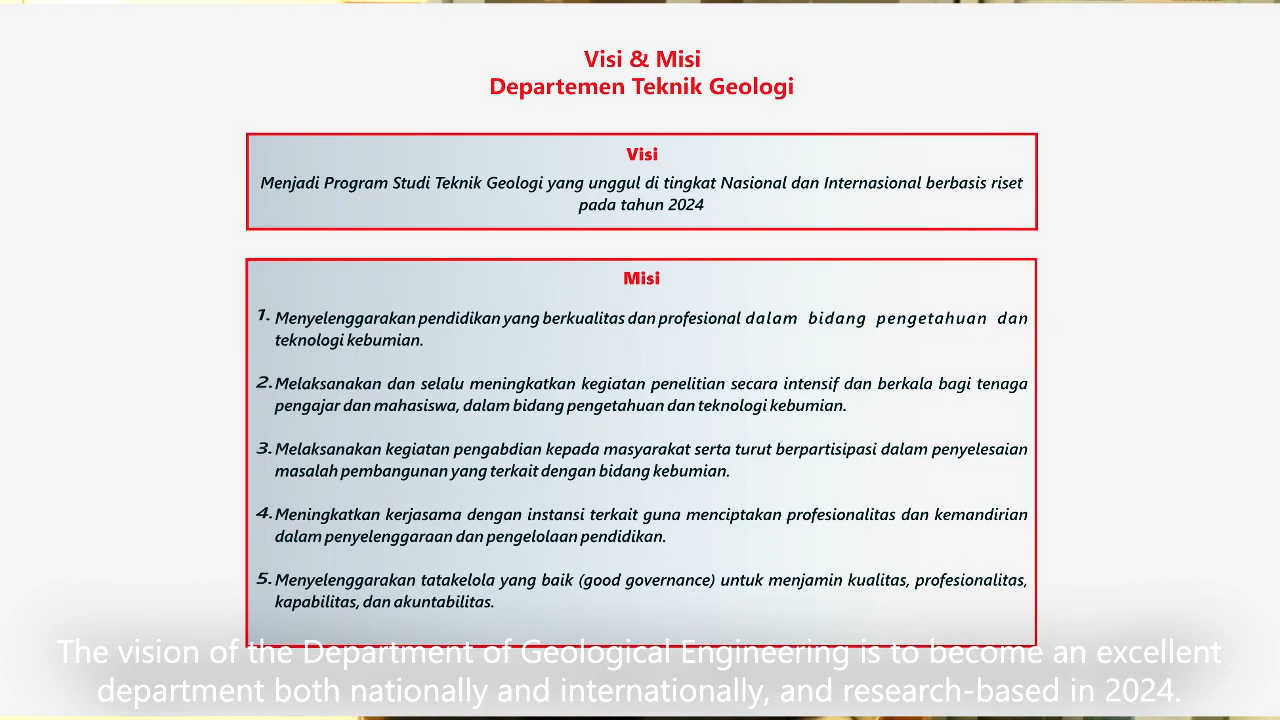 Visi & Misi
Departemen Teknik Geologi
Visi
Menjadi Program Studi Teknik Geologi yang unggul di tingkat Nasional dan Internasional berbasis riset
pada tahun 2024
Misi
1. Menyelenggarakan pendidikan yang berkualitas dan profesional dalam bidang pengetahuan dan
teknologi kebumian.
2. Melaksanakan dan selalu meningkatkan kegiatan penelitian secara intensif dan berkala bagi tenaga
pengajar dan mahasiswa, dalam bidang pengetahuan dan teknologi kebumian.
3. Melaksanakan kegiatan pengabdian kepada masyarakat serta turut berpartisipasi dalam penyelesaian
masalah pembangunan yang terkait dengan bidang kebumian.
4. Meningkatkan kerjasama dengan instansi terkait guna menciptakan profesionalitas dan kemandirian
dalam penyelenggaraan dan pengelolaan pendidikan.
5. Menyelenggarakan tatakelola yang baik (good governance) untuk menjamin kualitas, profesionalitas,
kapabilitas, dan akuntabilitas.
The vision of the Department of Geological Engineering is to become an excellent
department both nationally and internationally, and research-based in 2024.